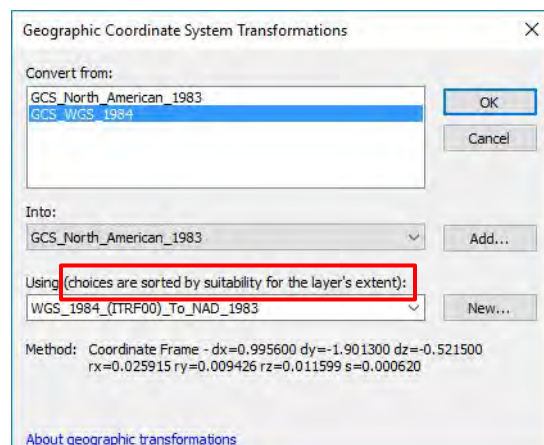 Geographic Coordinate System Transformations
Convert from:
GCS_North_American_1983
GCS_WGS_1984
OK
Cancel
Into:
GCS_North_American_1983
Add...
Using (choices are sorted by suitability for the layer's extent):
WGS_1984_(ITRF00)_To_NAD_1983
New...
Method: Coordinate Frame - dx=0.995600 dy=-1.901300 dz=-0.521500
rx=0.025915 ry=0.009426 rz=0.011599 s=0.000620
About geographic transformations